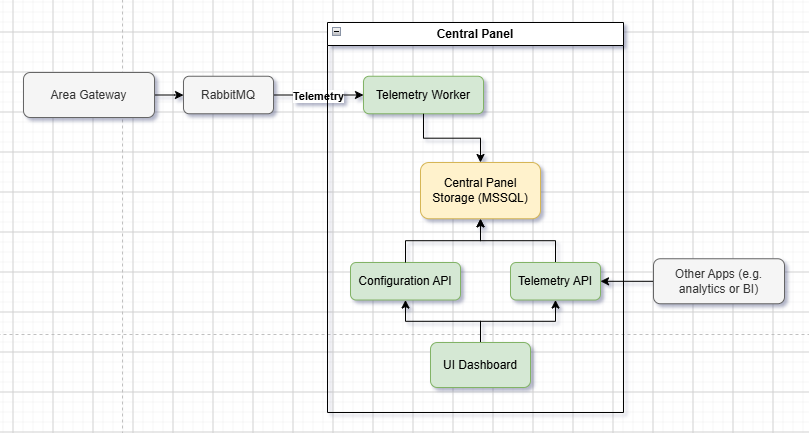 Central Panel
Area Gateway
RabbitMQ
Telemetry
Telemetry Worker
Central Panel
Storage (MSSQL)
Configuration API
Telemetry API
Other Apps (e.g.
analytics or BI)
UI Dashboard